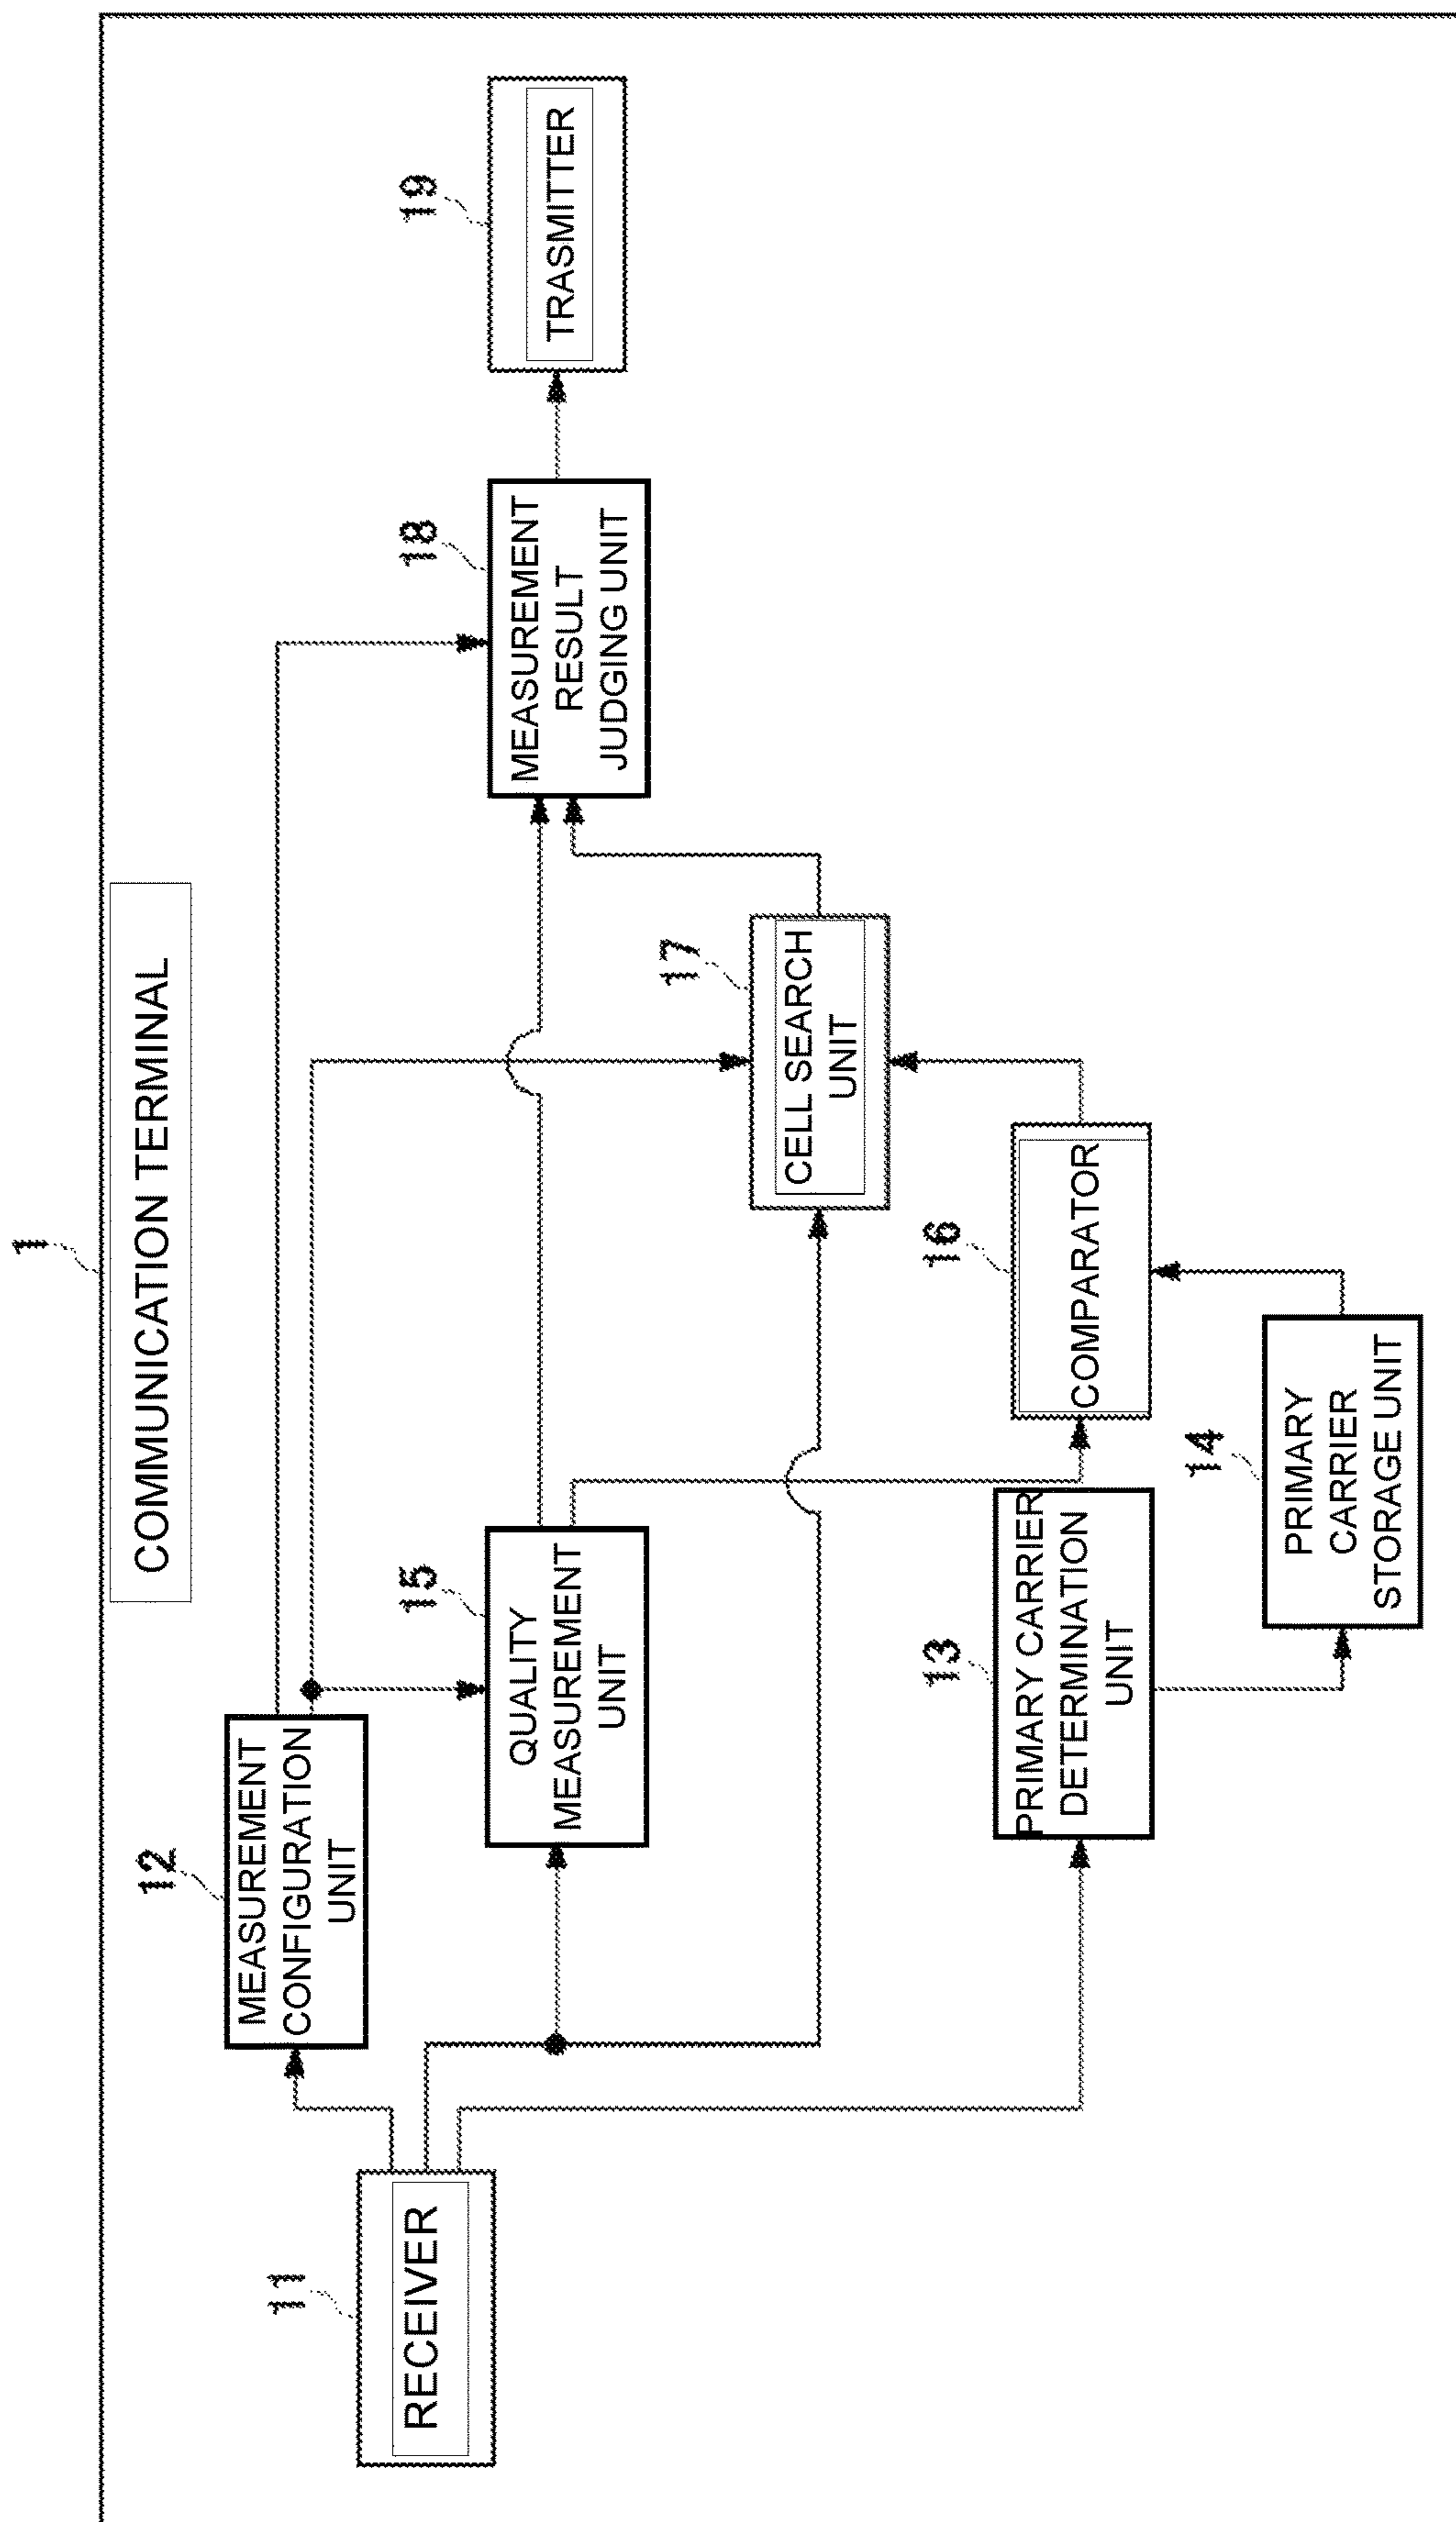 1
COMMUNICATION TERMINAL
11
RECEIVER
12
MEASUREMENT
CONFIGURATION
UNIT
15
QUALITY
MEASUREMENT
UNIT
13
PRIMARY CARRIER
DETERMINATION
UNIT
14
PRIMARY
CARRIER
STORAGE UNIT
16
COMPARATOR
17
CELL SEARCH
UNIT
18
MEASUREMENT
RESULT
JUDGING UNIT
19
TRASMITTER